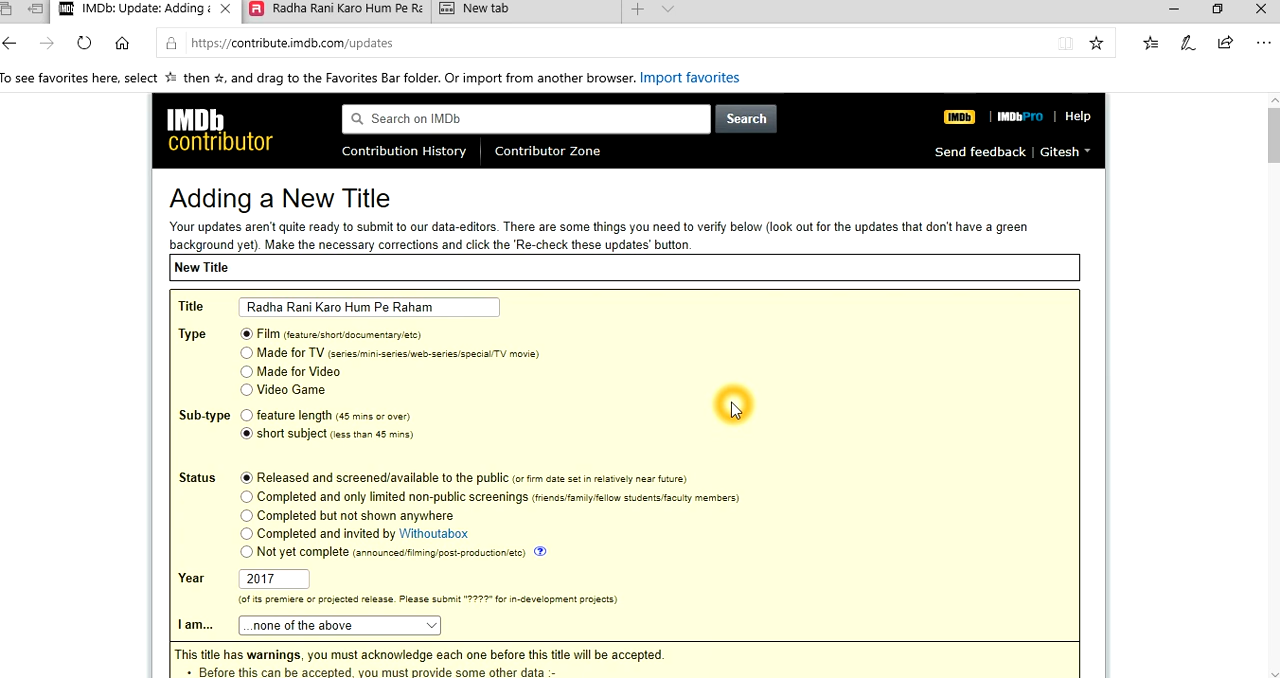 IMDb: Update: Adding a
Radha Rani Karo Hum Pe Ra
New tab
https://contribute.imdb.com/updates
To see favorites here, select then , and drag to the Favorites Bar folder. Or import from another browser. Import favorites
IMDb
contributor
Search on IMDb
Search
IMDb | IMDbPro | Help
Contribution History
Contributor Zone
Send feedback | Gitesh
Adding a New Title
Your updates aren't quite ready to submit to our data-editors. There are some things you need to verify below (look out for the updates that don't have a green
background yet). Make the necessary corrections and click the 'Re-check these updates' button.
New Title
Title Radha Rani Karo Hum Pe Raham
Type Film (feature/short/documentary/etc)
Made for TV (series/mini-series/web-series/special/TV movie)
Made for Video
Video Game
Sub-type feature length (45 mins or over)
short subject (less than 45 mins)
Status Released and screened/available to the public (or firm date set in relatively near future)
Completed and only limited non-public screenings (friends/family/fellow students/faculty members)
Completed but not shown anywhere
Completed and invited by Withoutabox
Not yet complete (announced/filming/post-production/etc) ?
Year 2017
(of its premiere or projected release. Please submit "????" for in-development projects)
I am... ...none of the above
This title has warnings, you must acknowledge each one before this title will be accepted.
• Before this can be accepted, you must provide some other data :-